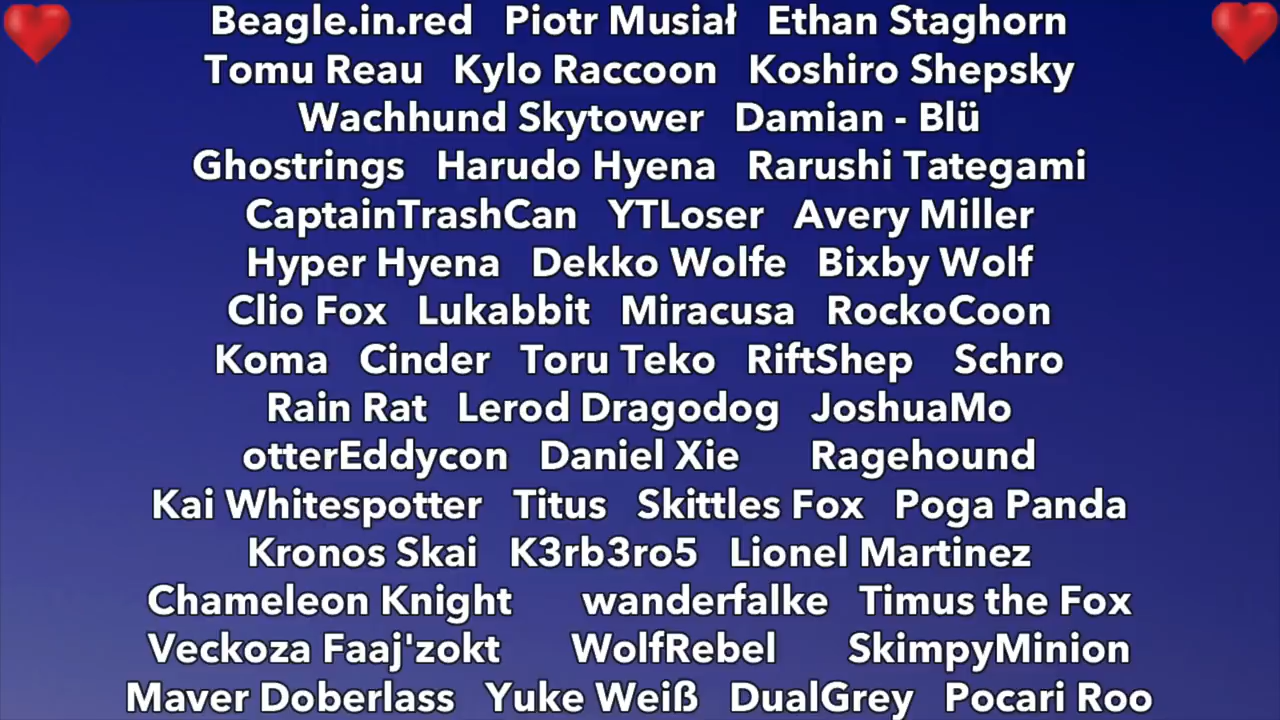 Beagle.in.red Piotr Musiał Ethan Staghorn
Tomu Reau Kylo Raccoon Koshiro Shepsky
Wachhund Skytower Damian - Blü
Ghostrings Harudo Hyena Rarushi Tategami
CaptainTrashCan YTLoser Avery Miller
Hyper Hyena Dekko Wolfe Bixby Wolf
Clio Fox Lukabbit Miracusa RockoCoon
Koma Cinder Toru Teko RiftShep Schro
Rain Rat Lerod Dragodog JoshuaMo
otterEddycon Daniel Xie Ragehound
Kai Whitespotter Titus Skittles Fox Poga Panda
Kronos Skai K3rb3ro5 Lionel Martinez
Chameleon Knight wanderfalke Timus the Fox
Veckoza Faaj'zokt WolfRebel SkimpyMinion
Maver Doberlass Yuke Weiß DualGrey Pocari Roo